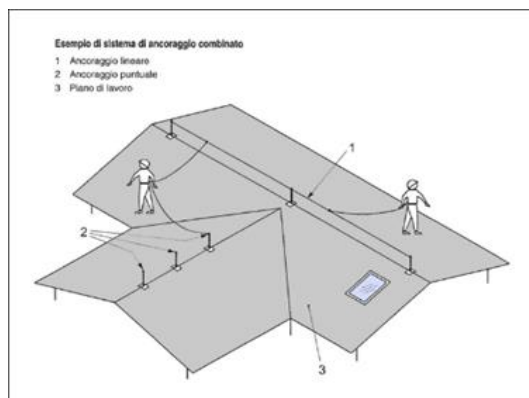 Esempio di sistema di ancoraggio combinato
1 Ancoraggio lineare
2 Ancoraggio puntuale
3 Piano di lavoro
1
2
3